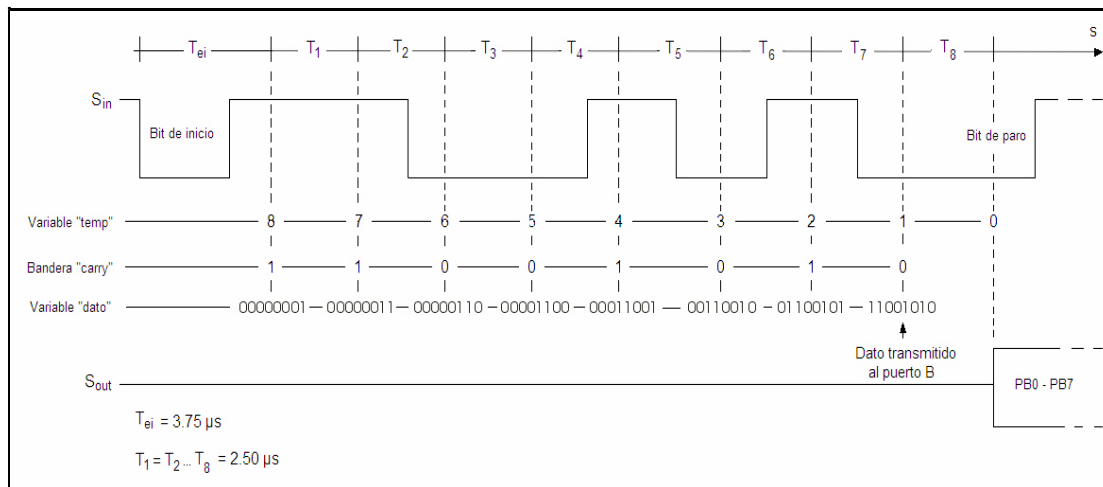 Tei T1 T2 T3 T4 T5 T6 T7 T8 s
Sin
Bit de inicio Bit de paro
Variable "temp" 8 7 6 5 4 3 2 1 0
Bandera "carry" 1 1 0 0 1 0 1 0
Variable "dato" 00000001 — 00000011 — 00000110 — 00001100 — 00011001 — 00110010 - 01100101 - 11001010
Dato transmitido
al puerto B
Sout PB0 - PB7
Tei = 3.75 µs
T1 = T2 ... T8 = 2.50 µs